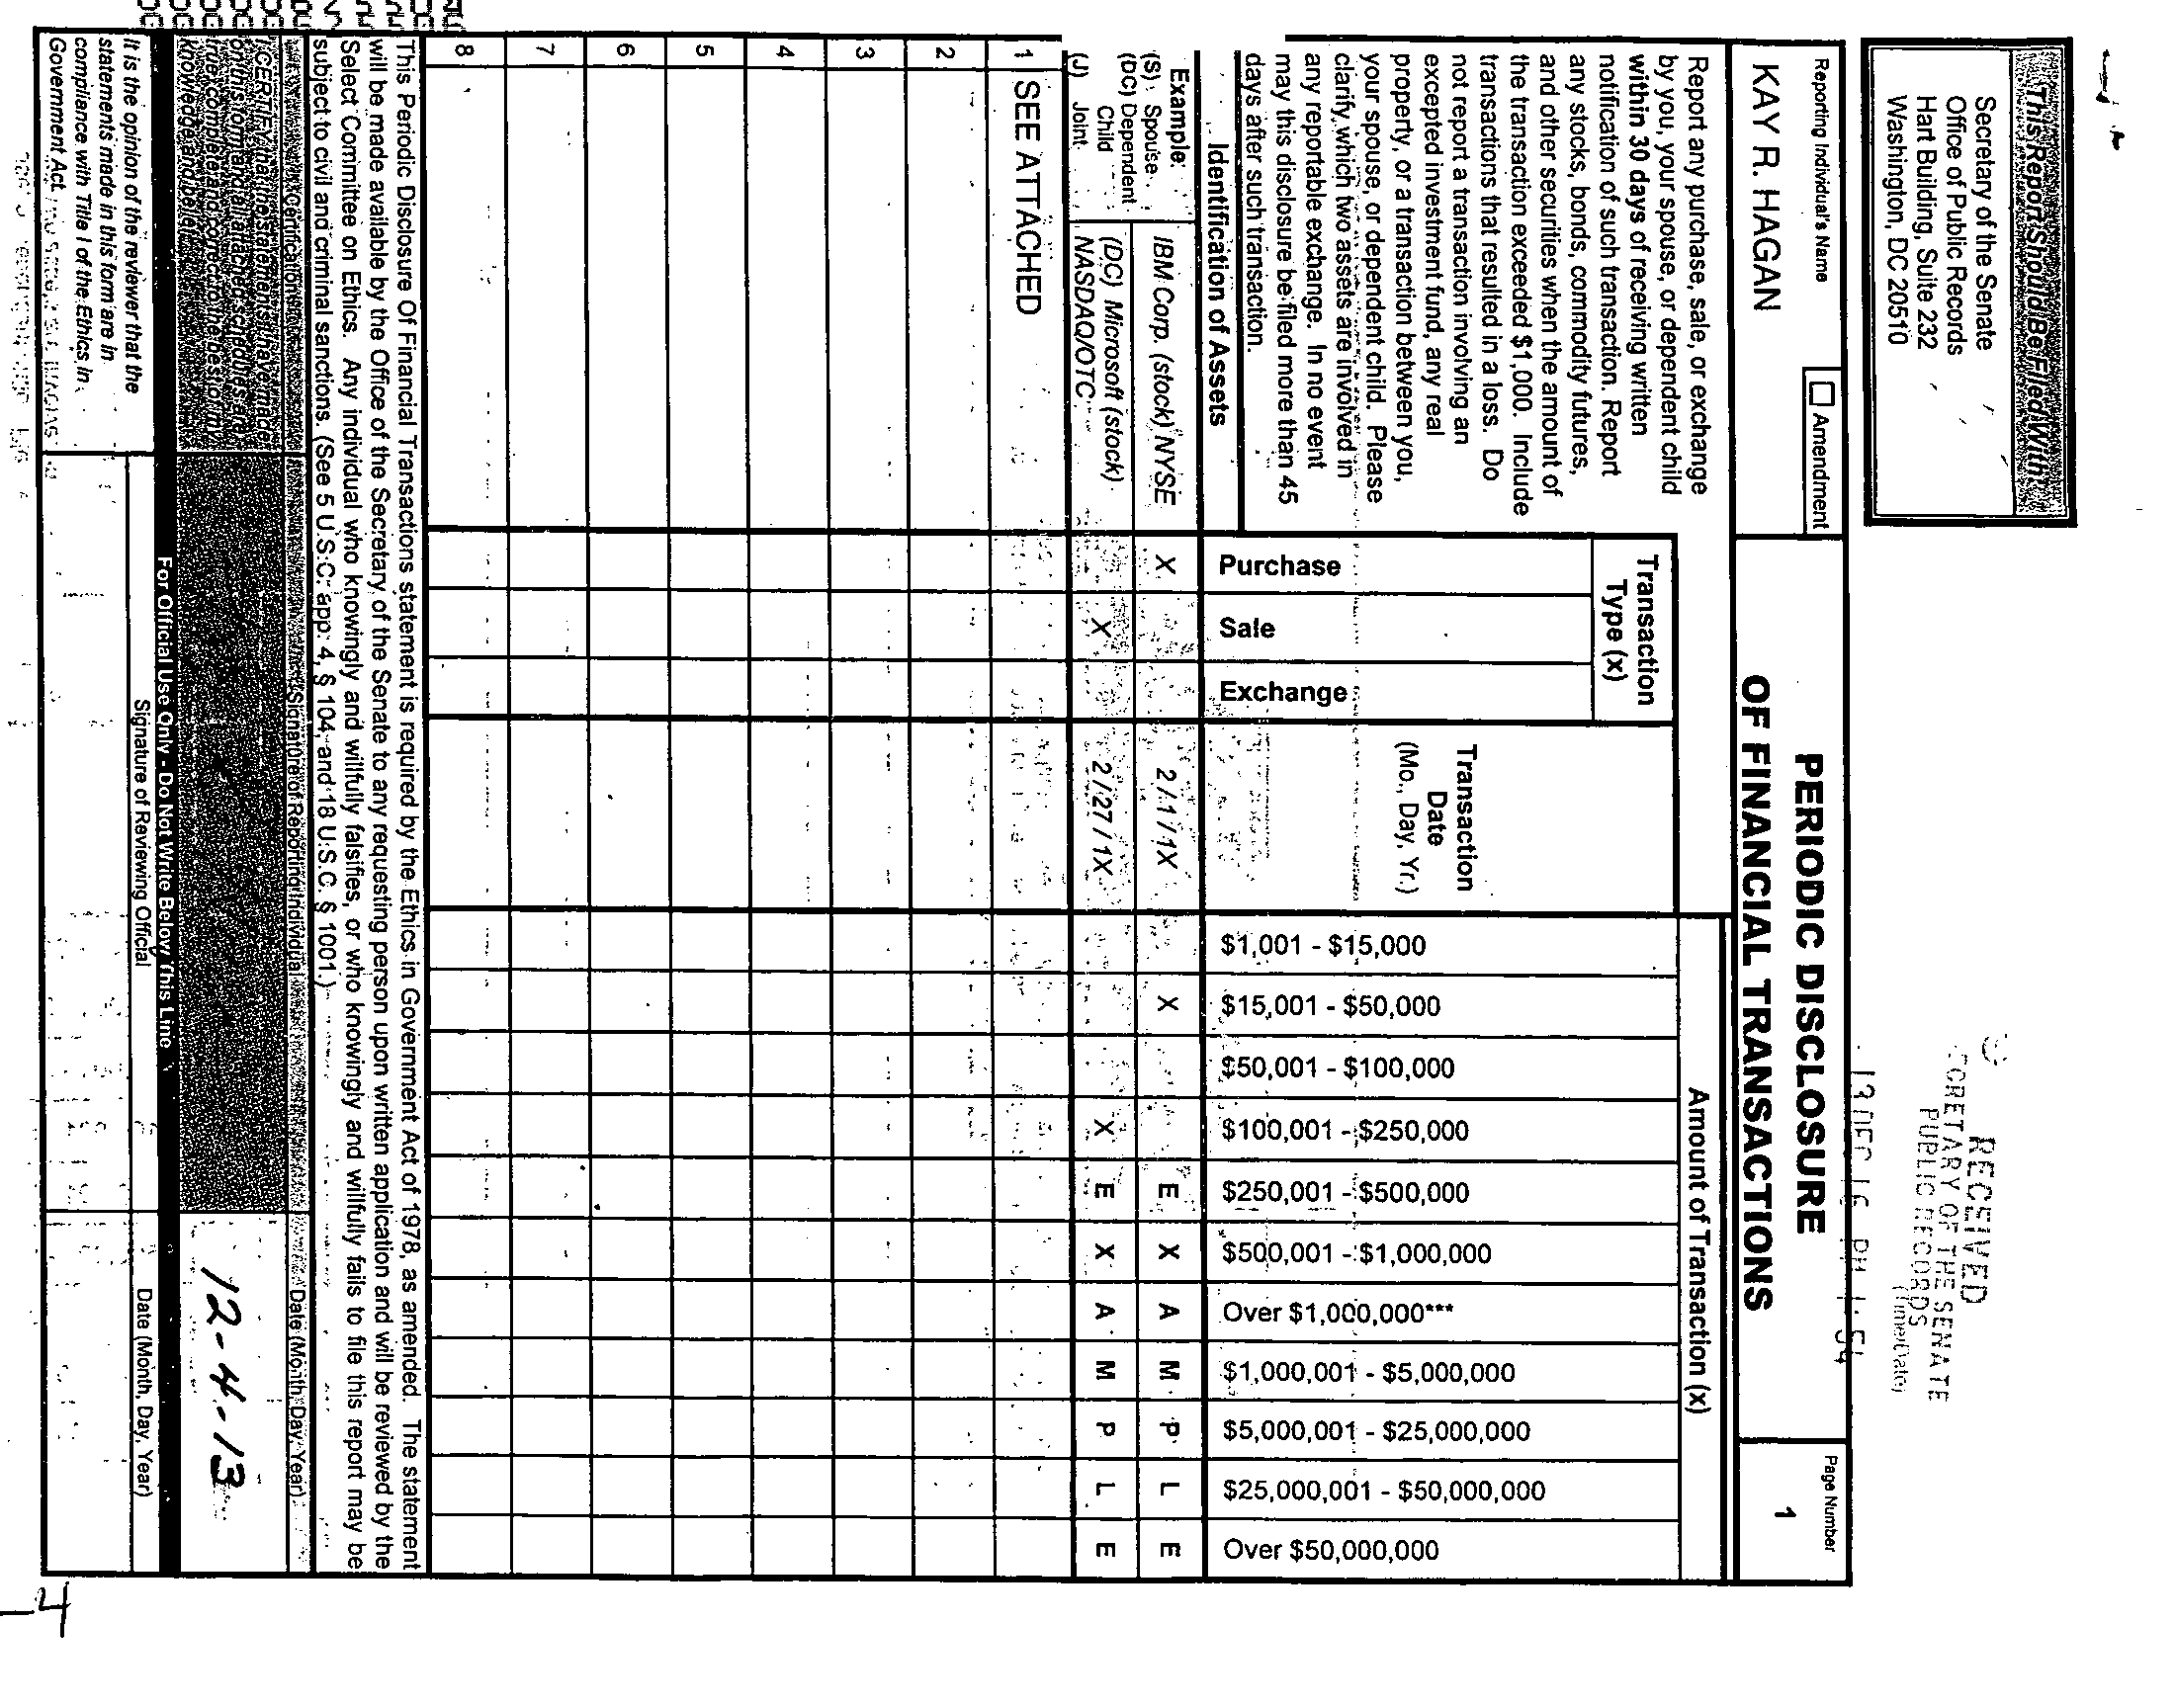 This Report Should Be Filed With:
Secretary of the Senate
Office of Public Records
Hart Building, Suite 232
Washington, DC 20510
RECEIVED
SECRETARY OF THE SENATE
PUBLIC RECORDS
(Time/Date)
13 DEC 16 PM 1:54
Reporting Individual's Name
KAY R. HAGAN
Amendment
PERIODIC DISCLOSURE
OF FINANCIAL TRANSACTIONS
Page Number
1
Report any purchase, sale, or exchange
by you, your spouse, or dependent child
within 30 days of receiving written
notification of such transaction. Report
any stocks, bonds, commodity futures,
and other securities when the amount of
the transaction exceeded $1,000. Include
transactions that resulted in a loss. Do
not report a transaction involving an
excepted investment fund, any real
property, or a transaction between you,
your spouse, or dependent child. Please
clarify which two assets are involved in
any reportable exchange. In no event
may this disclosure be filed more than 45
days after such transaction.
Identification of Assets
Transaction
Type (x)
Purchase
Sale
Exchange
Transaction
Date
(Mo., Day, Yr.)
Amount of Transaction (x)
$1,001 - $15,000
$15,001 - $50,000
$50,001 - $100,000
$100,001 - $250,000
$250,001 - $500,000
$500,001 - $1,000,000
Over $1,000,000***
$1,000,001 - $5,000,000
$5,000,001 - $25,000,000
$25,000,001 - $50,000,000
Over $50,000,000
Example:
(S) Spouse
(DC) Dependent
Child
(J) Joint
IBM Corp. (stock) NYSE X 2/1/1X X E X A M P L E
(DC) Microsoft (stock)
NASDAQ/OTC X 2/27/1X X E X A M P L E
1 SEE ATTACHED
2
3
4
5
6
7
8
This Periodic Disclosure Of Financial Transactions statement is required by the Ethics in Government Act of 1978, as amended. The statement
will be made available by the Office of the Secretary of the Senate to any requesting person upon written application and will be reviewed by the
Select Committee on Ethics. Any individual who knowingly and willfully falsifies, or who knowingly and willfully fails to file this report may be
subject to civil and criminal sanctions. (See 5 U.S.C. app. 4, § 104, and 18 U.S.C. § 1001.)
Certification
Signature of Reporting Individual
Date (Month, Day, Year)
I CERTIFY that the statements I have made
on this form and all attached schedules are
true, complete and correct to the best of my
knowledge and belief.
12-4-13
For Official Use Only - Do Not Write Below This Line
It is the opinion of the reviewer that the
statements made in this form are in
compliance with Title I of the Ethics in
Government Act.
Signature of Reviewing Official
Date (Month, Day, Year)
4